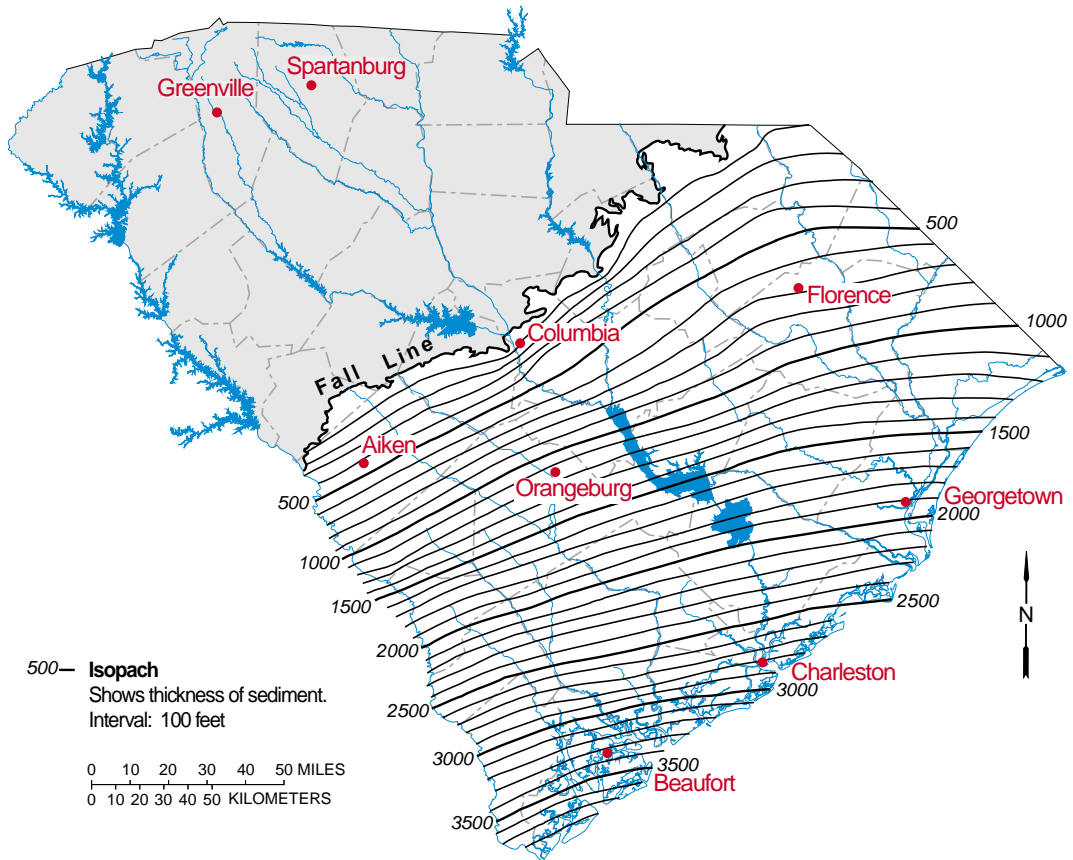 Spartanburg
Greenville
500
Florence
1000
Columbia
Fall Line
1500
Aiken
Orangeburg
Georgetown
500
2000
1000
1500
2500
N
2000
500
Isopach
Shows thickness of sediment.
Interval: 100 feet
Charleston
3000
2500
3000
3500
Beaufort
0 10 20 30 40 50 MILES
0 10 20 30 40 50 KILOMETERS
3500